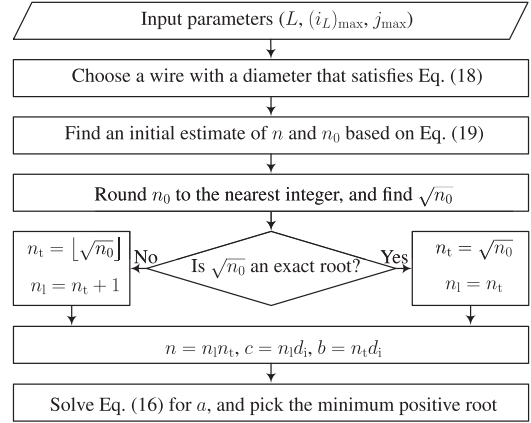 Input parameters (L, (i_L)_max, j_max)
Choose a wire with a diameter that satisfies Eq. (18)
Find an initial estimate of n and n_0 based on Eq. (19)
Round n_0 to the nearest integer, and find √n_0
n_t = ⌊√n_0⌋
n_l = n_t + 1
No
Is √n_0 an exact root?
Yes
n_t = √n_0
n_l = n_t
n = n_l n_t, c = n_l d_i, b = n_t d_i
Solve Eq. (16) for a, and pick the minimum positive root